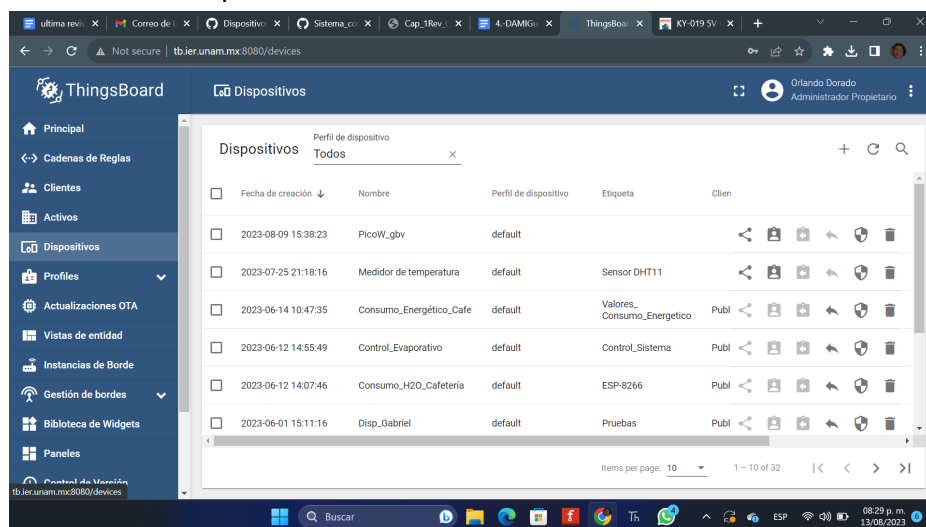 ultima revis
Correo de
Dispositivo
Sistema_co
Cap_1Rev_
4.-DAMIGu
ThingsBoar
KY-019 5V
Not secure
tb.ier.unam.mx:8080/devices
ThingsBoard
Dispositivos
Orlando Dorado
Administrador Propietario
Principal
Cadenas de Reglas
Clientes
Activos
Dispositivos
Profiles
Actualizaciones OTA
Vistas de entidad
Instancias de Borde
Gestión de bordes
Bibloteca de Widgets
Paneles
Control de Versión
tb.ier.unam.mx:8080/devices
Dispositivos
Perfil de dispositivo
Todos
Fecha de creación Nombre Perfil de dispositivo Etiqueta Clien
2023-08-09 15:38:23 PicoW_gbv default
2023-07-25 21:18:16 Medidor de temperatura default Sensor DHT11
2023-06-14 10:47:35 Consumo_Energético_Cafe default Valores_
Consumo_Energetico Publ
2023-06-12 14:55:49 Control_Evaporativo default Control_Sistema Publ
2023-06-12 14:07:46 Consumo_H2O_Cafetería default ESP-8266 Publ
2023-06-01 15:11:16 Disp_Gabriel default Pruebas Publ
Items per page: 10 1 – 10 of 32
Buscar
Th
ESP
08:29 p. m.
13/08/2023
6